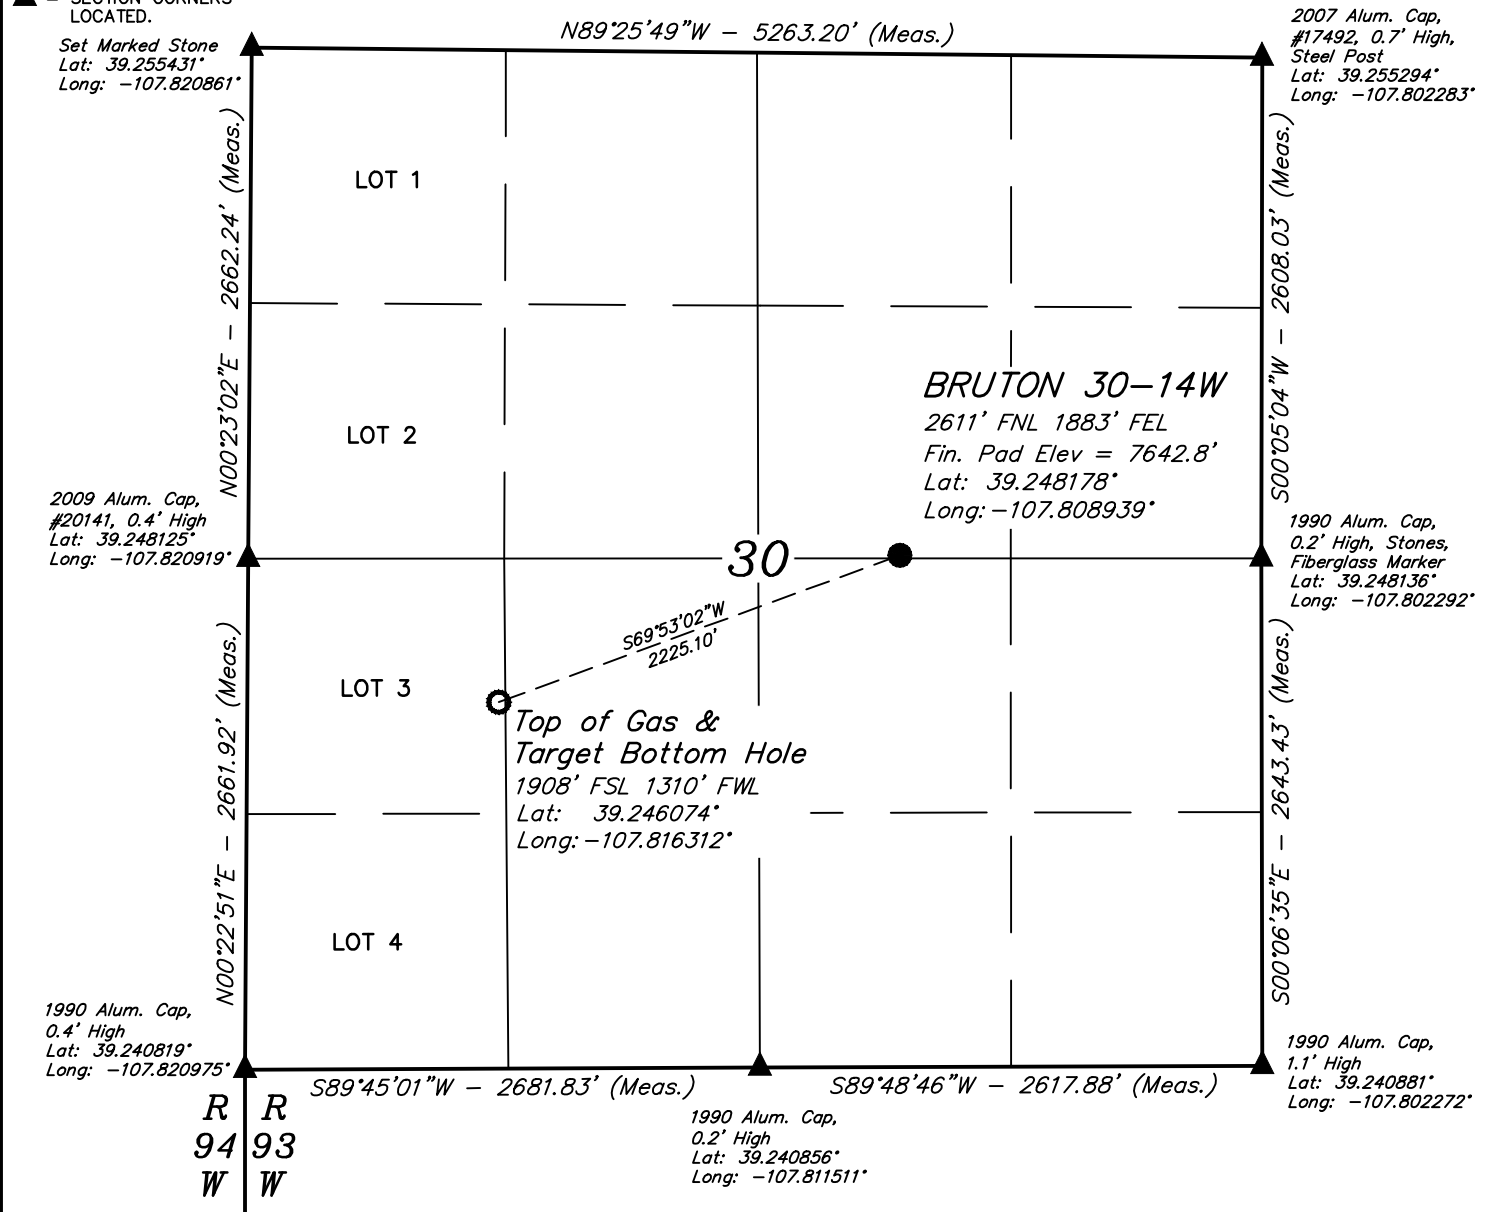 ▲ = SECTION CORNERS
LOCATED.
Set Marked Stone
Lat: 39.255431°
Long: -107.820861°
N89°25'49"W - 5263.20' (Meas.)
2007 Alum. Cap,
#17492, 0.7' High,
Steel Post
Lat: 39.255294°
Long: -107.802283°
N00°23'02"E - 2662.24' (Meas.)
S00°05'04"W - 2608.03' (Meas.)
LOT 1
LOT 2
BRUTON 30-14W
2611' FNL 1883' FEL
Fin. Pad Elev = 7642.8'
Lat: 39.248178°
Long: -107.808939°
2009 Alum. Cap,
#20141, 0.4' High
Lat: 39.248125°
Long: -107.820919°
30
1990 Alum. Cap,
0.2' High, Stones,
Fiberglass Marker
Lat: 39.248136°
Long: -107.802292°
S69°53'02"W
2225.10'
N00°22'51"E - 2661.92' (Meas.)
S00°06'35"E - 2643.43' (Meas.)
LOT 3
Top of Gas &
Target Bottom Hole
1908' FSL 1310' FWL
Lat: 39.246074°
Long: -107.816312°
LOT 4
1990 Alum. Cap,
0.4' High
Lat: 39.240819°
Long: -107.820975°
S89°45'01"W - 2681.83' (Meas.)
S89°48'46"W - 2617.88' (Meas.)
1990 Alum. Cap,
1.1' High
Lat: 39.240881°
Long: -107.802272°
1990 Alum. Cap,
0.2' High
Lat: 39.240856°
Long: -107.811511°
R R
94 93
W W